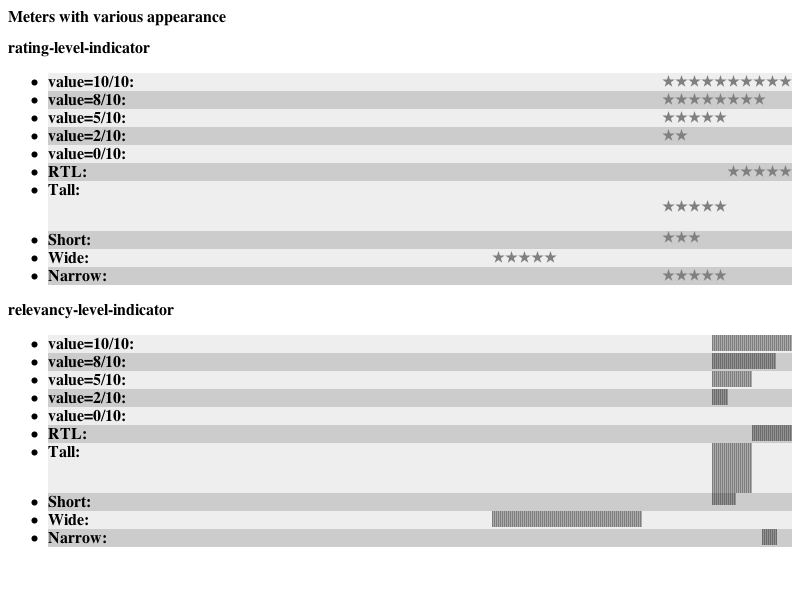 Meters with various appearance
rating-level-indicator
value=10/10: ★★★★★★★★★★
value=8/10: ★★★★★★★★
value=5/10: ★★★★★
value=2/10: ★★
value=0/10:
RTL: ★★★★★
Tall: ★★★★★
Short: ★★★
Wide: ★★★★★
Narrow: ★★★★★
relevancy-level-indicator
value=10/10:
value=8/10:
value=5/10:
value=2/10:
value=0/10:
RTL:
Tall:
Short:
Wide:
Narrow: